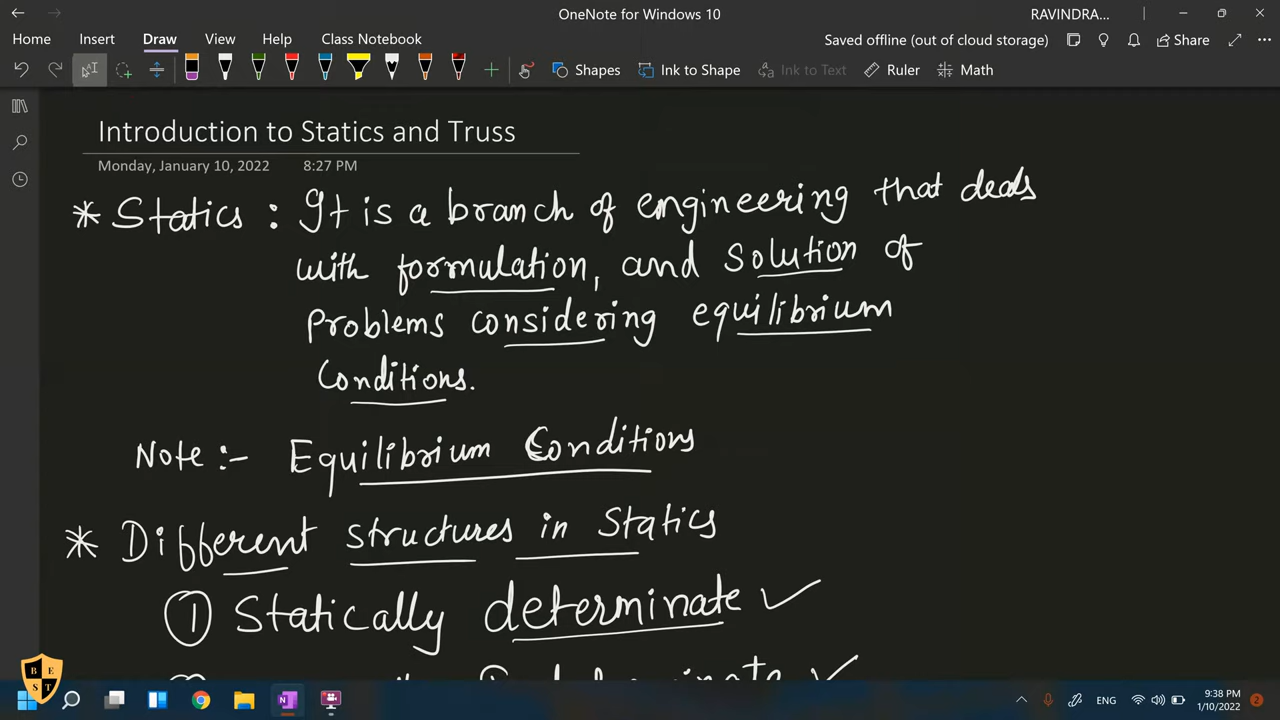 OneNote for Windows 10
RAVINDRA...
Home Insert Draw View Help Class Notebook
Saved offline (out of cloud storage) Share
Shapes Ink to Shape Ink to Text Ruler Math
Introduction to Statics and Truss
Monday, January 10, 2022 8:27 PM
* Statics : It is a branch of engineering that deals
with formulation, and solution of
Problems considering equilibrium
Conditions.
Note :- Equilibrium Conditions
* Different structures in Statics
① Statically determinate ✓
B E
S T
ENG
9:38 PM
1/10/2022
2